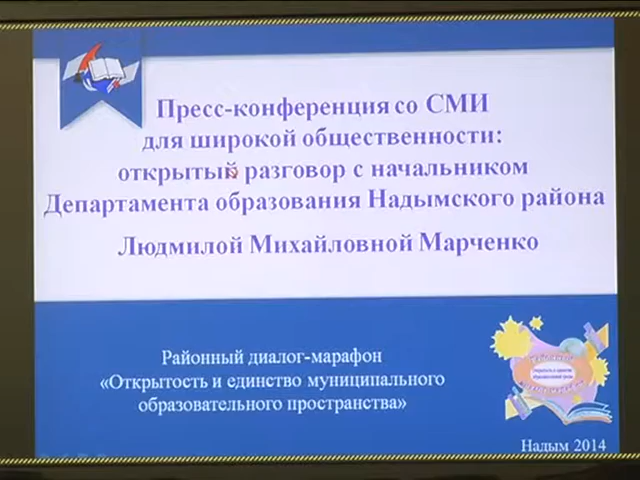 Пресс-конференция со СМИ
для широкой общественности:
открытый разговор с начальником
Департамента образования Надымского района
Людмилой Михайловной Марченко
Районный диалог-марафон
«Открытость и единство муниципального
образовательного пространства»
Надым 2014